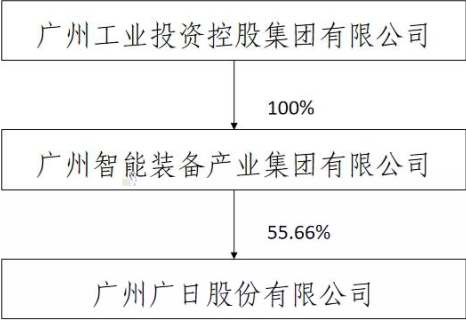 广州工业投资控股集团有限公司
100%
广州智能装备产业集团有限公司
55.66%
广州广日股份有限公司